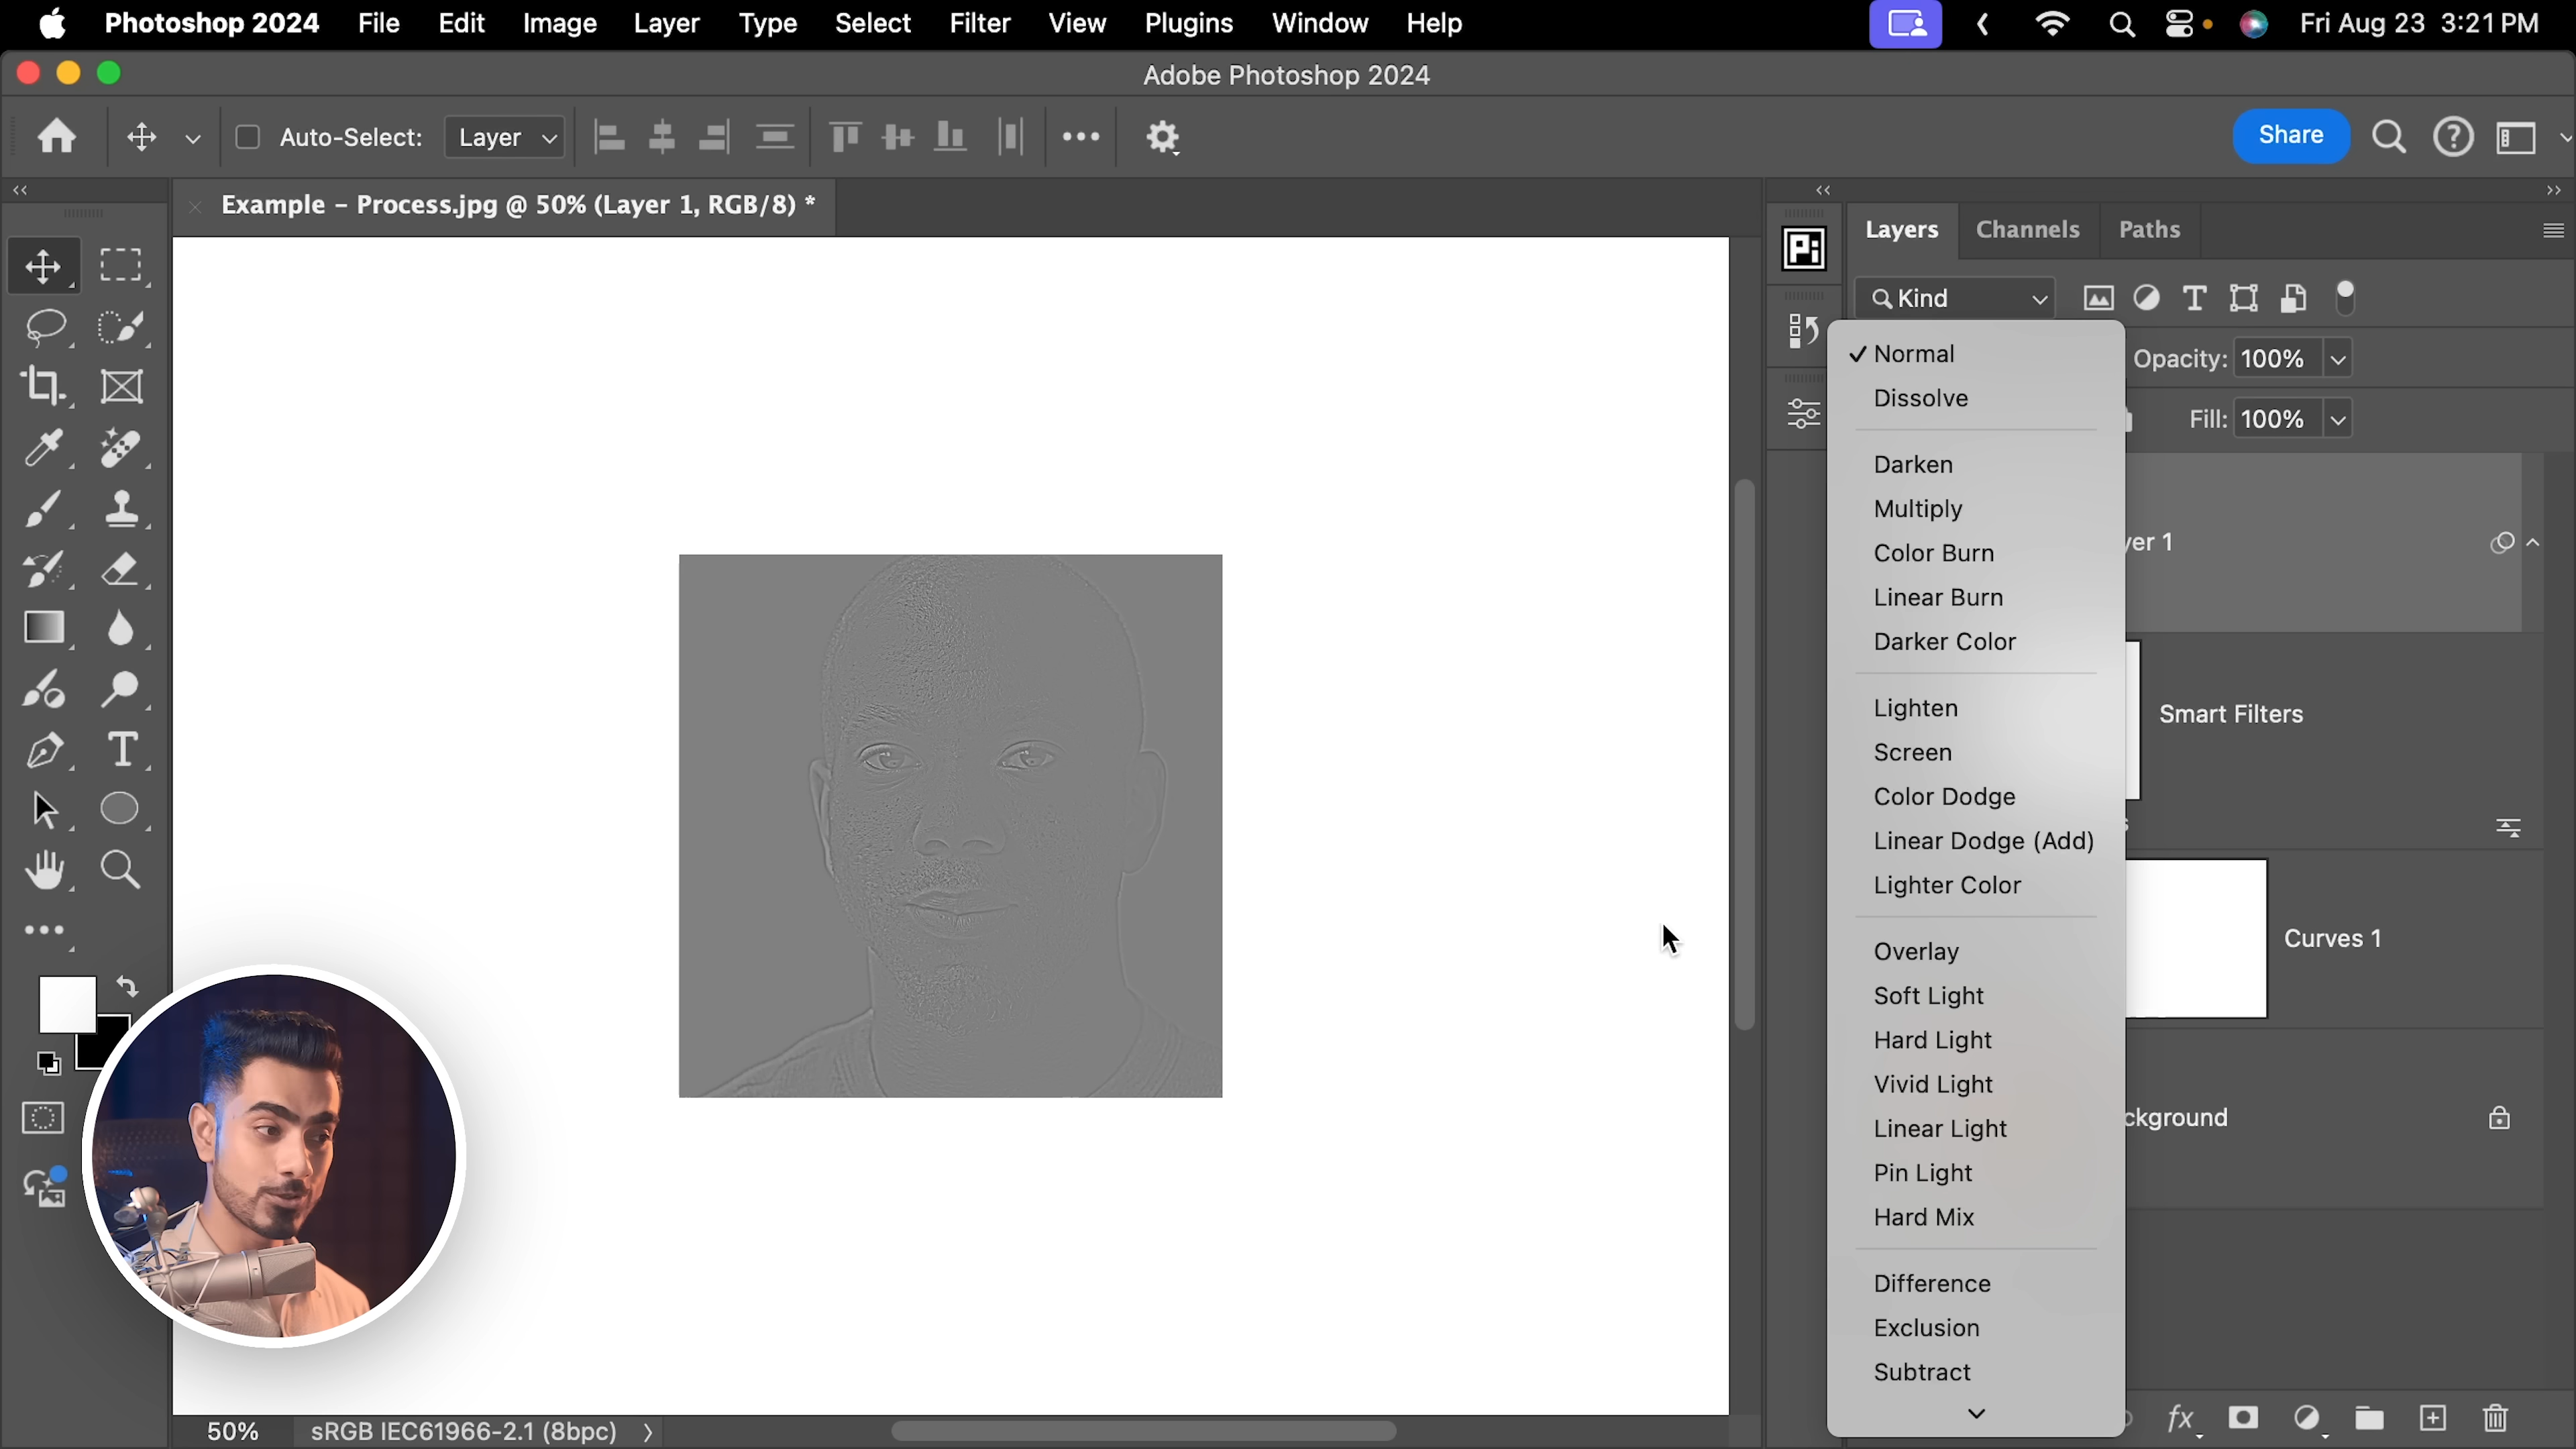 Photoshop 2024 File Edit Image Layer Type Select Filter View Plugins Window Help Fri Aug 23 3:21 PM
Adobe Photoshop 2024
Auto-Select: Layer Share
Example – Process.jpg @ 50% (Layer 1, RGB/8) *
Layers Channels Paths
Pi
Kind
Normal
Opacity: 100%
Dissolve
Fill: 100%
Darken
Multiply
Color Burn
Linear Burn
Darker Color
yer 1
Lighten
Screen
Color Dodge
Linear Dodge (Add)
Lighter Color
Smart Filters
Overlay
Soft Light
Hard Light
Vivid Light
Linear Light
Pin Light
Hard Mix
Curves 1
ckground
Difference
Exclusion
Subtract
50% sRGB IEC61966-2.1 (8bpc)
fx